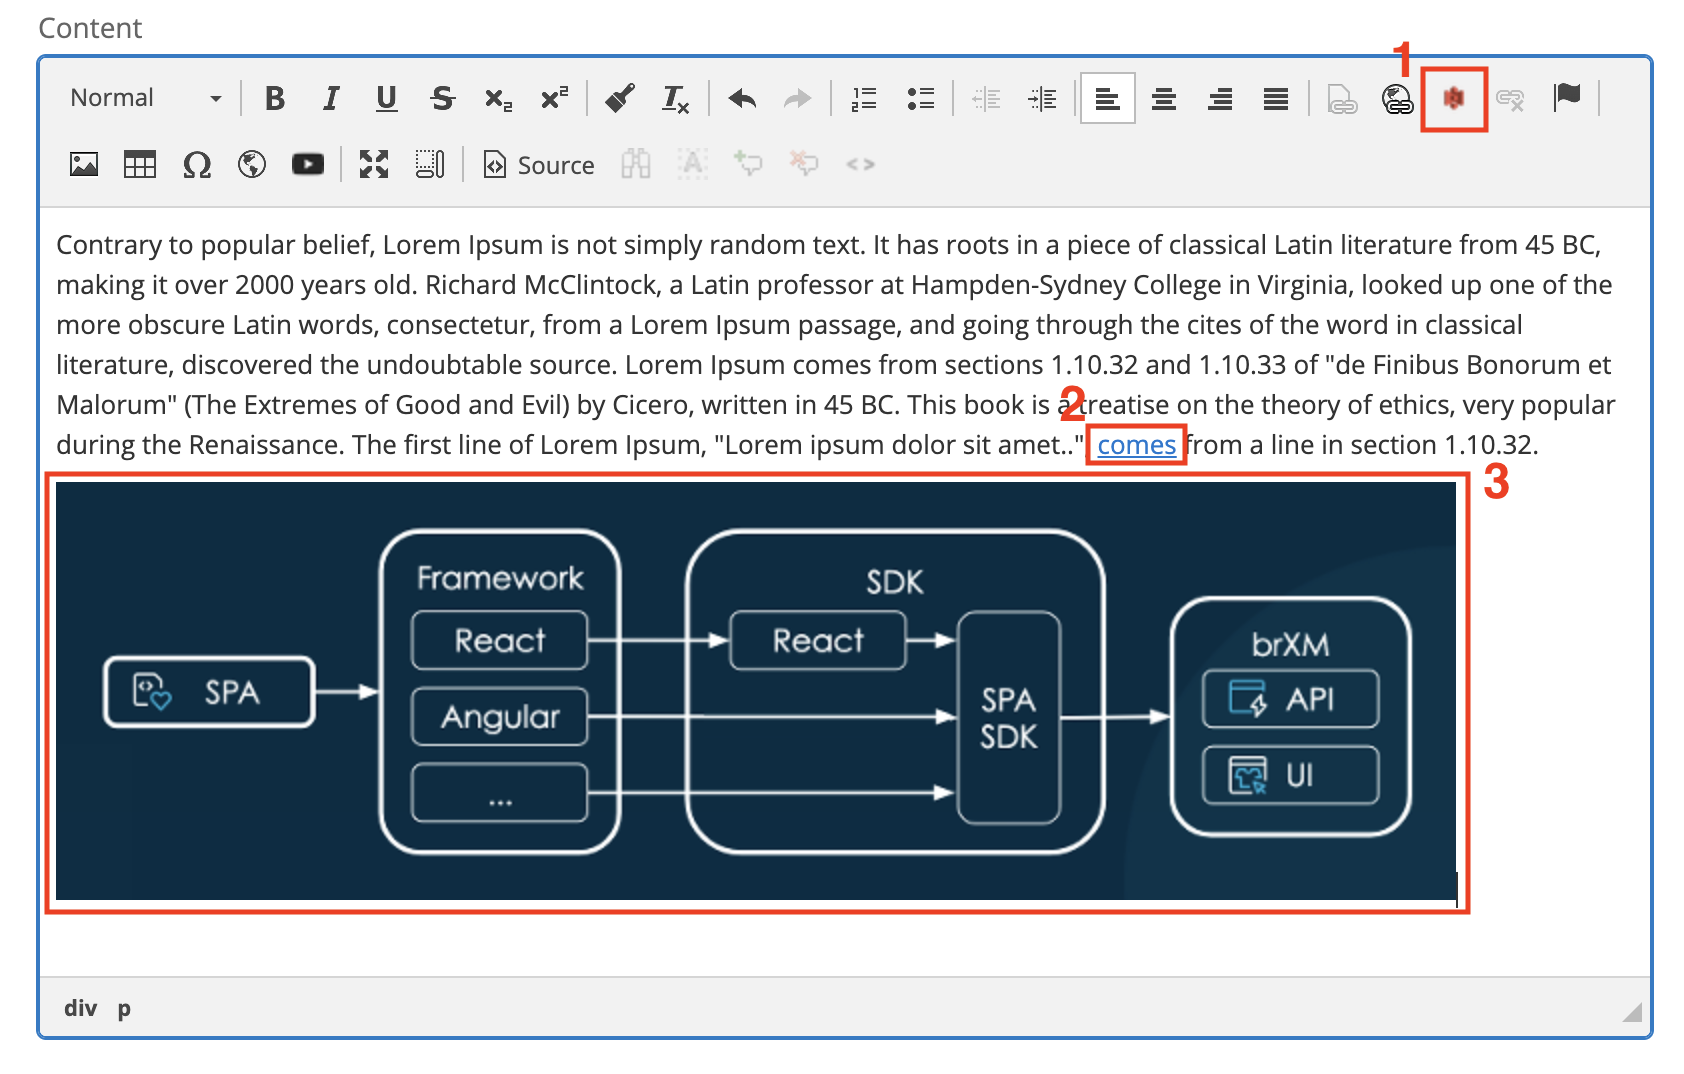 Content
1
Normal B I U S x₂ x² Tx
Ω Source A <>
Contrary to popular belief, Lorem Ipsum is not simply random text. It has roots in a piece of classical Latin literature from 45 BC,
making it over 2000 years old. Richard McClintock, a Latin professor at Hampden-Sydney College in Virginia, looked up one of the
more obscure Latin words, consectetur, from a Lorem Ipsum passage, and going through the cites of the word in classical
literature, discovered the undoubtable source. Lorem Ipsum comes from sections 1.10.32 and 1.10.33 of "de Finibus Bonorum et
Malorum" (The Extremes of Good and Evil) by Cicero, written in 45 BC. This book is a treatise on the theory of ethics, very popular
2
during the Renaissance. The first line of Lorem Ipsum, "Lorem ipsum dolor sit amet..", comes from a line in section 1.10.32.
3
Framework
SDK
React
React
brXM
SPA
SPA
SDK
API
Angular
UI
...
div p